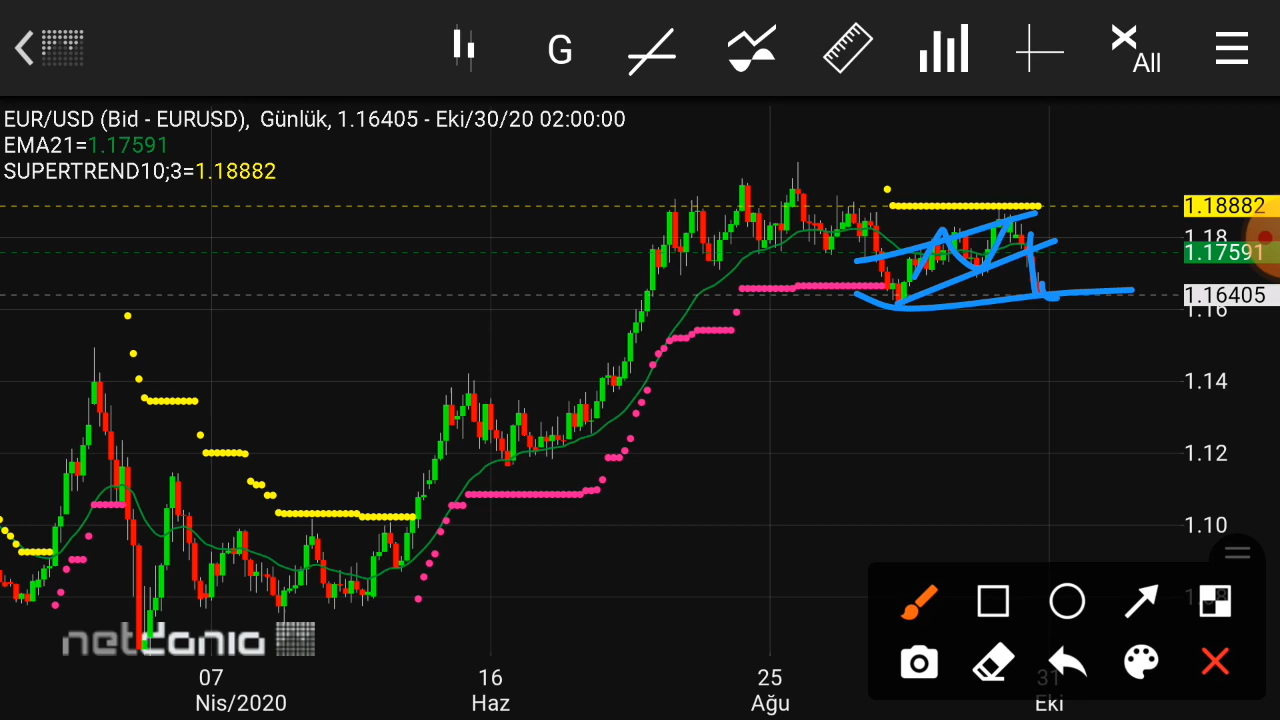 G
All
EUR/USD (Bid - EURUSD), Günlük, 1.16405 - Eki/30/20 02:00:00
EMA21=1.17591
SUPERTREND10;3=1.18882
1.18882
1.18
1.17591
1.16405
1.16
1.14
1.12
1.10
netdania
07
16
25
31
Nis/2020
Haz
Ağu
Eki